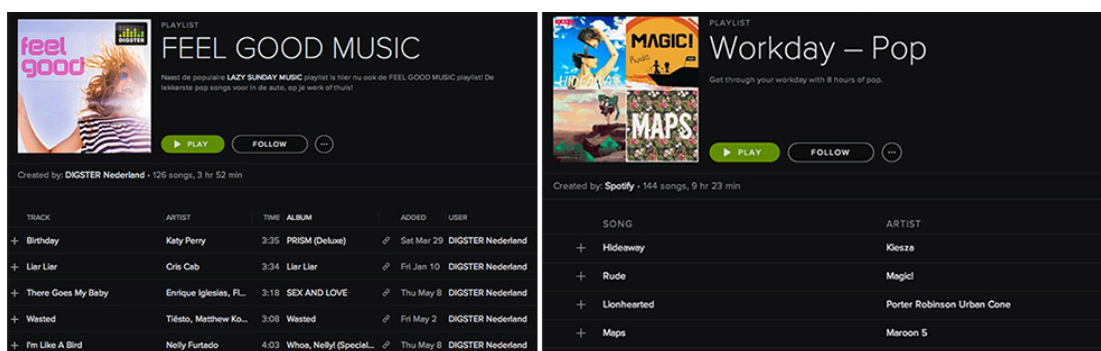 feel
good
DIGSTER
PLAYLIST
FEEL GOOD MUSIC
Naast de populaire LAZY SUNDAY MUSIC playlist is hier nu ook de FEEL GOOD MUSIC playlist! De
lekkerste pop songs voor in de auto, op je werk of thuis!
PLAY FOLLOW
Created by: DIGSTER Nederland • 126 songs, 3 hr 52 min
TRACK ARTIST TIME ALBUM ADDED USER
Birthday Katy Perry 3:35 PRISM (Deluxe) Sat Mar 29 DIGSTER Nederland
Liar Liar Cris Cab 3:34 Liar Liar Fri Jan 10 DIGSTER Nederland
There Goes My Baby Enrique Iglesias, Fl... 3:18 SEX AND LOVE Thu May 8 DIGSTER Nederland
Wasted Tiësto, Matthew Ko... 3:08 Wasted Fri May 2 DIGSTER Nederland
I'm Like A Bird Nelly Furtado 4:03 Whoa, Nelly! (Special... Thu May 8 DIGSTER Nederland
HIDEAWAY
MAGIC!
Rude
MAPS
PLAYLIST
Workday – Pop
Get through your workday with 8 hours of pop.
PLAY FOLLOW
Created by: Spotify • 144 songs, 9 hr 23 min
SONG ARTIST
Hideaway Kiesza
Rude Magic!
Lionhearted Porter Robinson Urban Cone
Maps Maroon 5